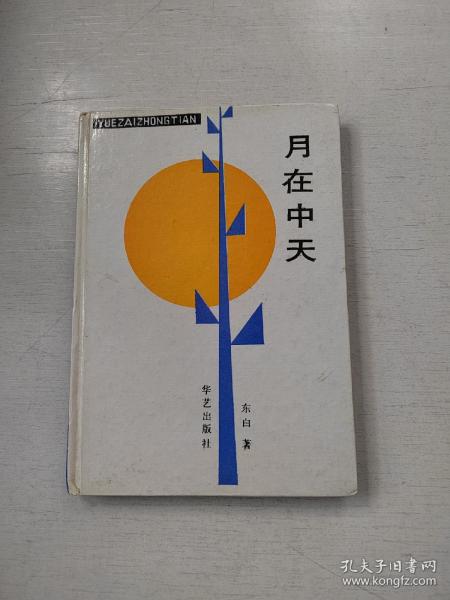 YUEZAIZHONGTIAN
月在中天
东白 著
华艺出版社
孔夫子旧书网
www.kongfz.com